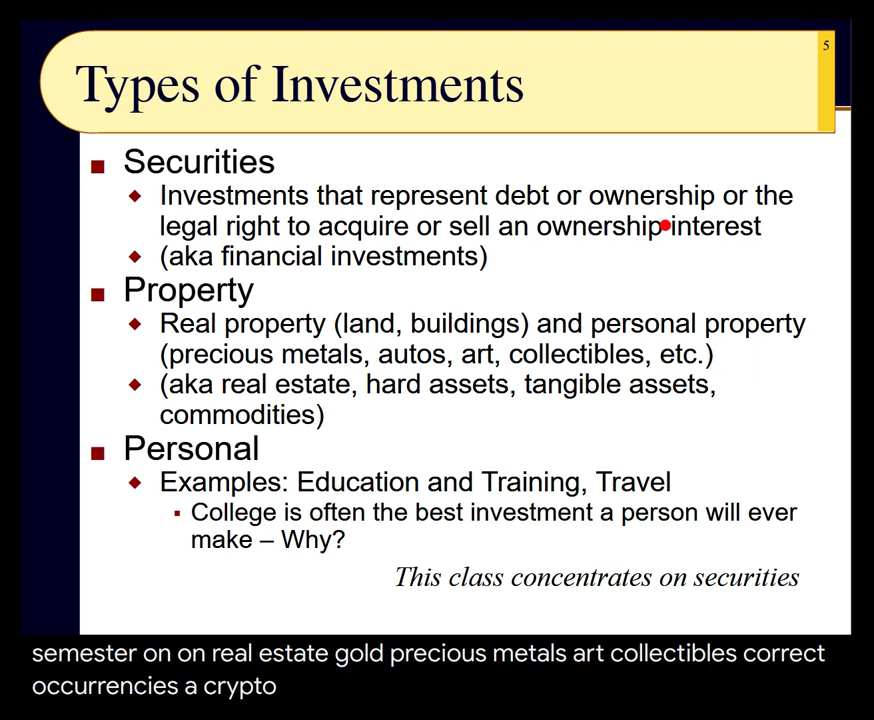 5
Types of Investments
Securities
Investments that represent debt or ownership or the
legal right to acquire or sell an ownership interest
(aka financial investments)
Property
Real property (land, buildings) and personal property
(precious metals, autos, art, collectibles, etc.)
(aka real estate, hard assets, tangible assets,
commodities)
Personal
Examples: Education and Training, Travel
College is often the best investment a person will ever
make – Why?
This class concentrates on securities
semester on on real estate gold precious metals art collectibles correct
occurrencies a crypto